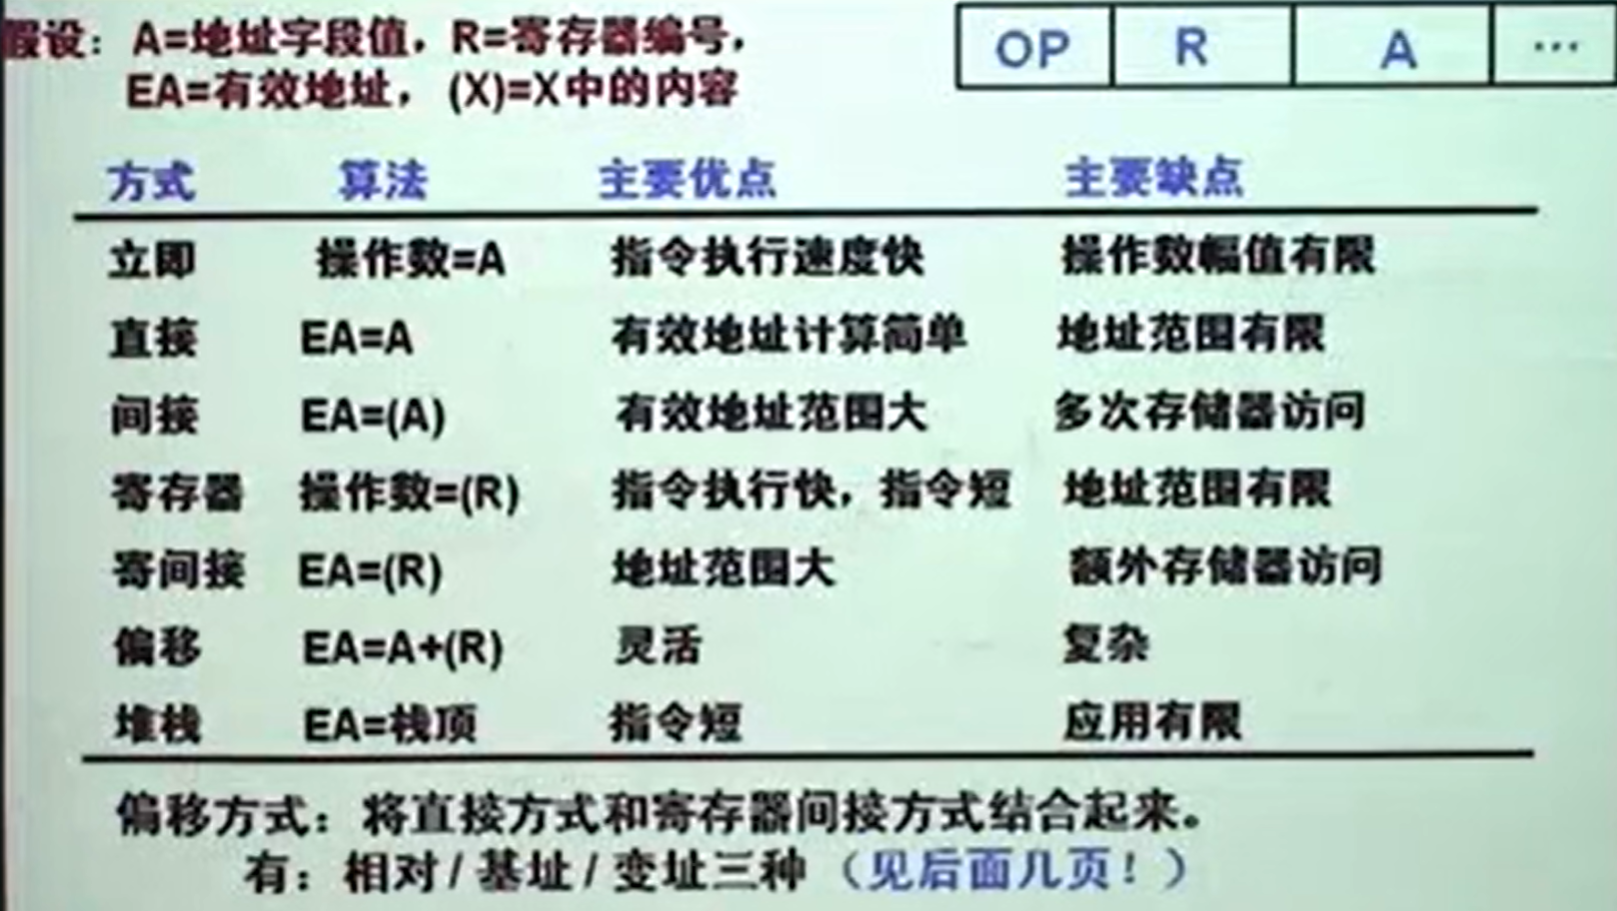 假设：A=地址字段值，R=寄存器编号，
EA=有效地址，(X)=X中的内容
OP R A …
方式 算法 主要优点 主要缺点
立即 操作数=A 指令执行速度快 操作数幅值有限
直接 EA=A 有效地址计算简单 地址范围有限
间接 EA=(A) 有效地址范围大 多次存储器访问
寄存器 操作数=(R) 指令执行快，指令短 地址范围有限
寄间接 EA=(R) 地址范围大 额外存储器访问
偏移 EA=A+(R) 灵活 复杂
堆栈 EA=栈顶 指令短 应用有限
偏移方式：将直接方式和寄存器间接方式结合起来。
有：相对/基址/变址三种（见后面几页！）